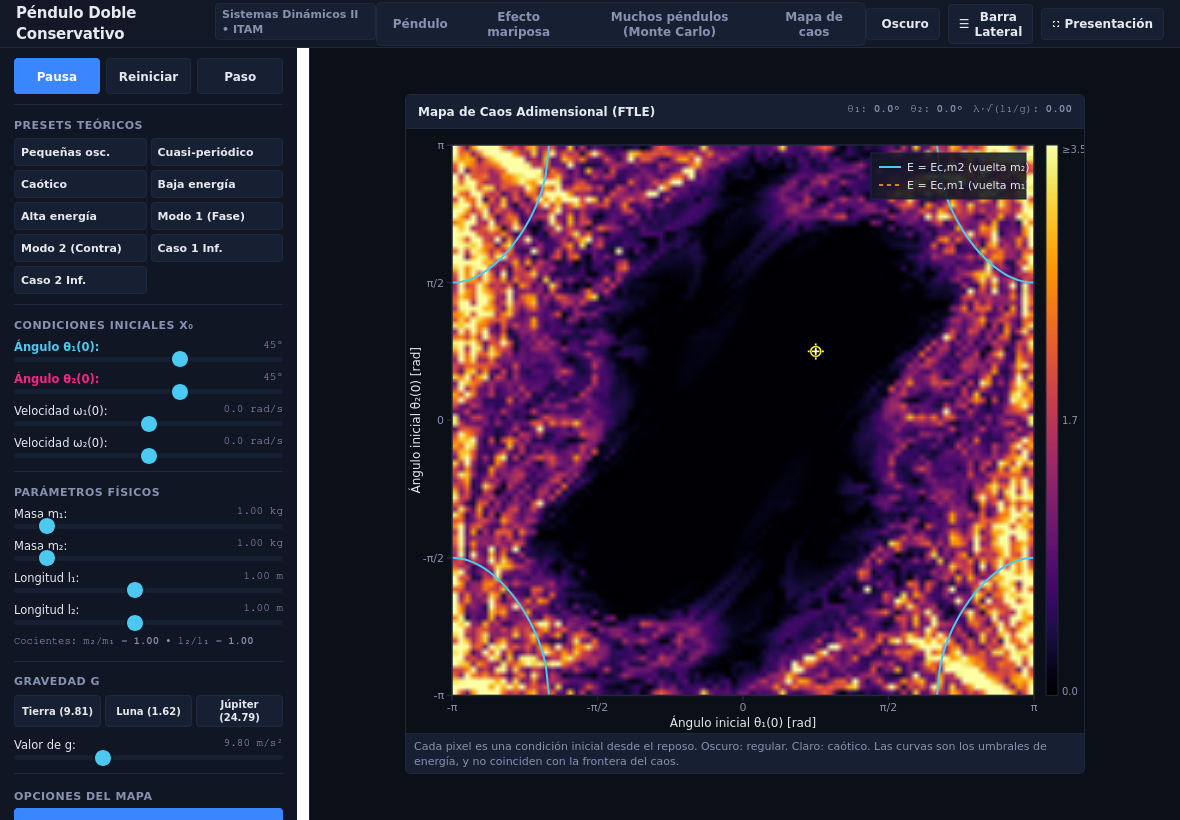 Péndulo Doble
Conservativo
Sistemas Dinámicos II
• ITAM
Péndulo
Efecto
mariposa
Muchos péndulos
(Monte Carlo)
Mapa de
caos
Oscuro
☰ Barra
Lateral
Presentación
Pausa
Reiniciar
Paso
PRESETS TEÓRICOS
Pequeñas osc.
Cuasi-periódico
Caótico
Baja energía
Alta energía
Modo 1 (Fase)
Modo 2 (Contra)
Caso 1 Inf.
Caso 2 Inf.
CONDICIONES INICIALES X₀
Ángulo θ₁(0): 45°
Ángulo θ₂(0): 45°
Velocidad ω₁(0): 0.0 rad/s
Velocidad ω₂(0): 0.0 rad/s
PARÁMETROS FÍSICOS
Masa m₁: 1.00 kg
Masa m₂: 1.00 kg
Longitud l₁: 1.00 m
Longitud l₂: 1.00 m
Cocientes: m₂/m₁ = 1.00 • l₂/l₁ = 1.00
GRAVEDAD G
Tierra (9.81)
Luna (1.62)
Júpiter
(24.79)
Valor de g: 9.80 m/s²
OPCIONES DEL MAPA
Mapa de Caos Adimensional (FTLE)
θ₁: 0.0° θ₂: 0.0° λ·√(l₁/g): 0.00
E = Ec,m2 (vuelta m₂)
E = Ec,m1 (vuelta m₁
≥3.5
1.7
0.0
π
π/2
0
-π/2
-π
Ángulo inicial θ₂(0) [rad]
-π
-π/2
0
π/2
π
Ángulo inicial θ₁(0) [rad]
Cada pixel es una condición inicial desde el reposo. Oscuro: regular. Claro: caótico. Las curvas son los umbrales de
energía, y no coinciden con la frontera del caos.